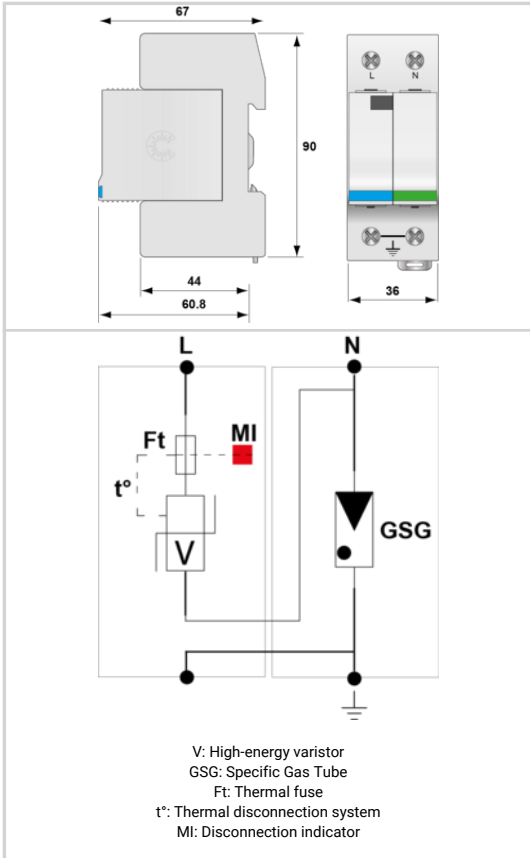 67
90
44
60.8
L N
36
L N
Ft MI
t°
V
GSG
V: High-energy varistor
GSG: Specific Gas Tube
Ft: Thermal fuse
t°: Thermal disconnection system
MI: Disconnection indicator